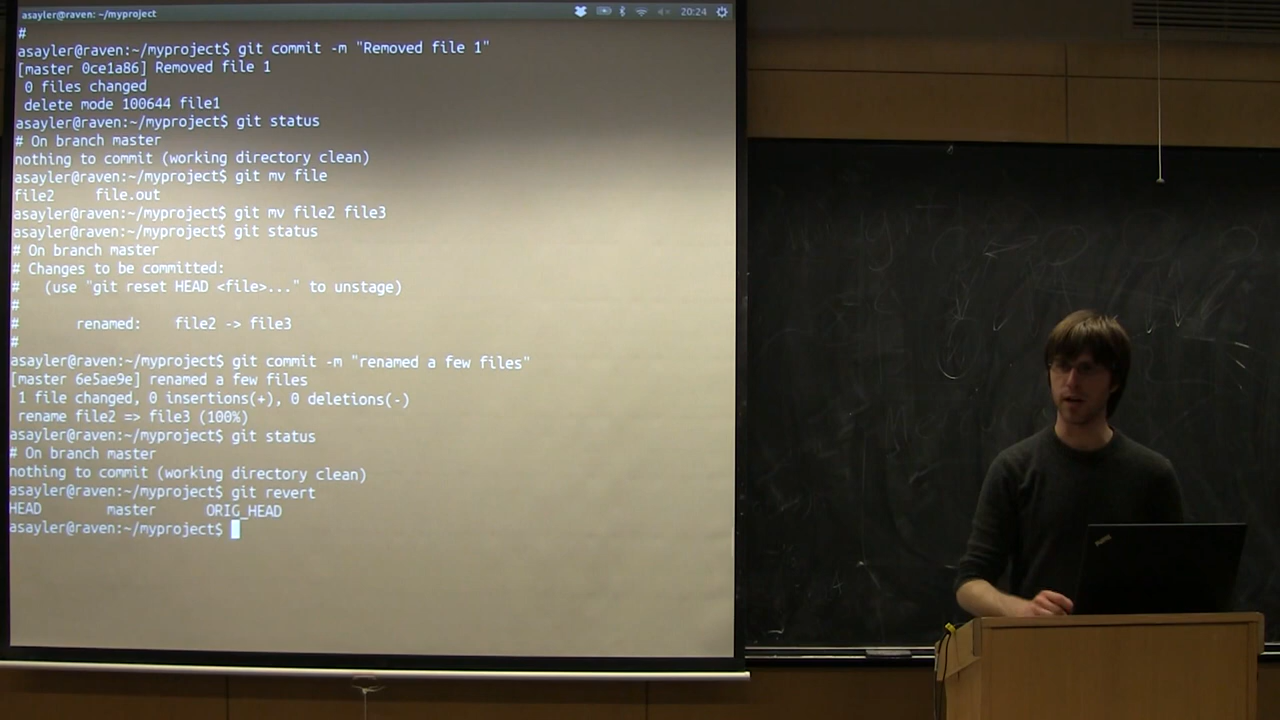 asayler@raven: ~/myproject
20:24
#
asayler@raven:~/myproject$ git commit -m "Removed file 1"
[master 0ce1a86] Removed file 1
 0 files changed
 delete mode 100644 file1
asayler@raven:~/myproject$ git status
# On branch master
nothing to commit (working directory clean)
asayler@raven:~/myproject$ git mv file
file2     file.out
asayler@raven:~/myproject$ git mv file2 file3
asayler@raven:~/myproject$ git status
# On branch master
# Changes to be committed:
#   (use "git reset HEAD <file>..." to unstage)
#
#       renamed:    file2 -> file3
#
asayler@raven:~/myproject$ git commit -m "renamed a few files"
[master 6e5ae9e] renamed a few files
 1 file changed, 0 insertions(+), 0 deletions(-)
 rename file2 => file3 (100%)
asayler@raven:~/myproject$ git status
# On branch master
nothing to commit (working directory clean)
asayler@raven:~/myproject$ git revert
HEAD        master      ORIG_HEAD
asayler@raven:~/myproject$